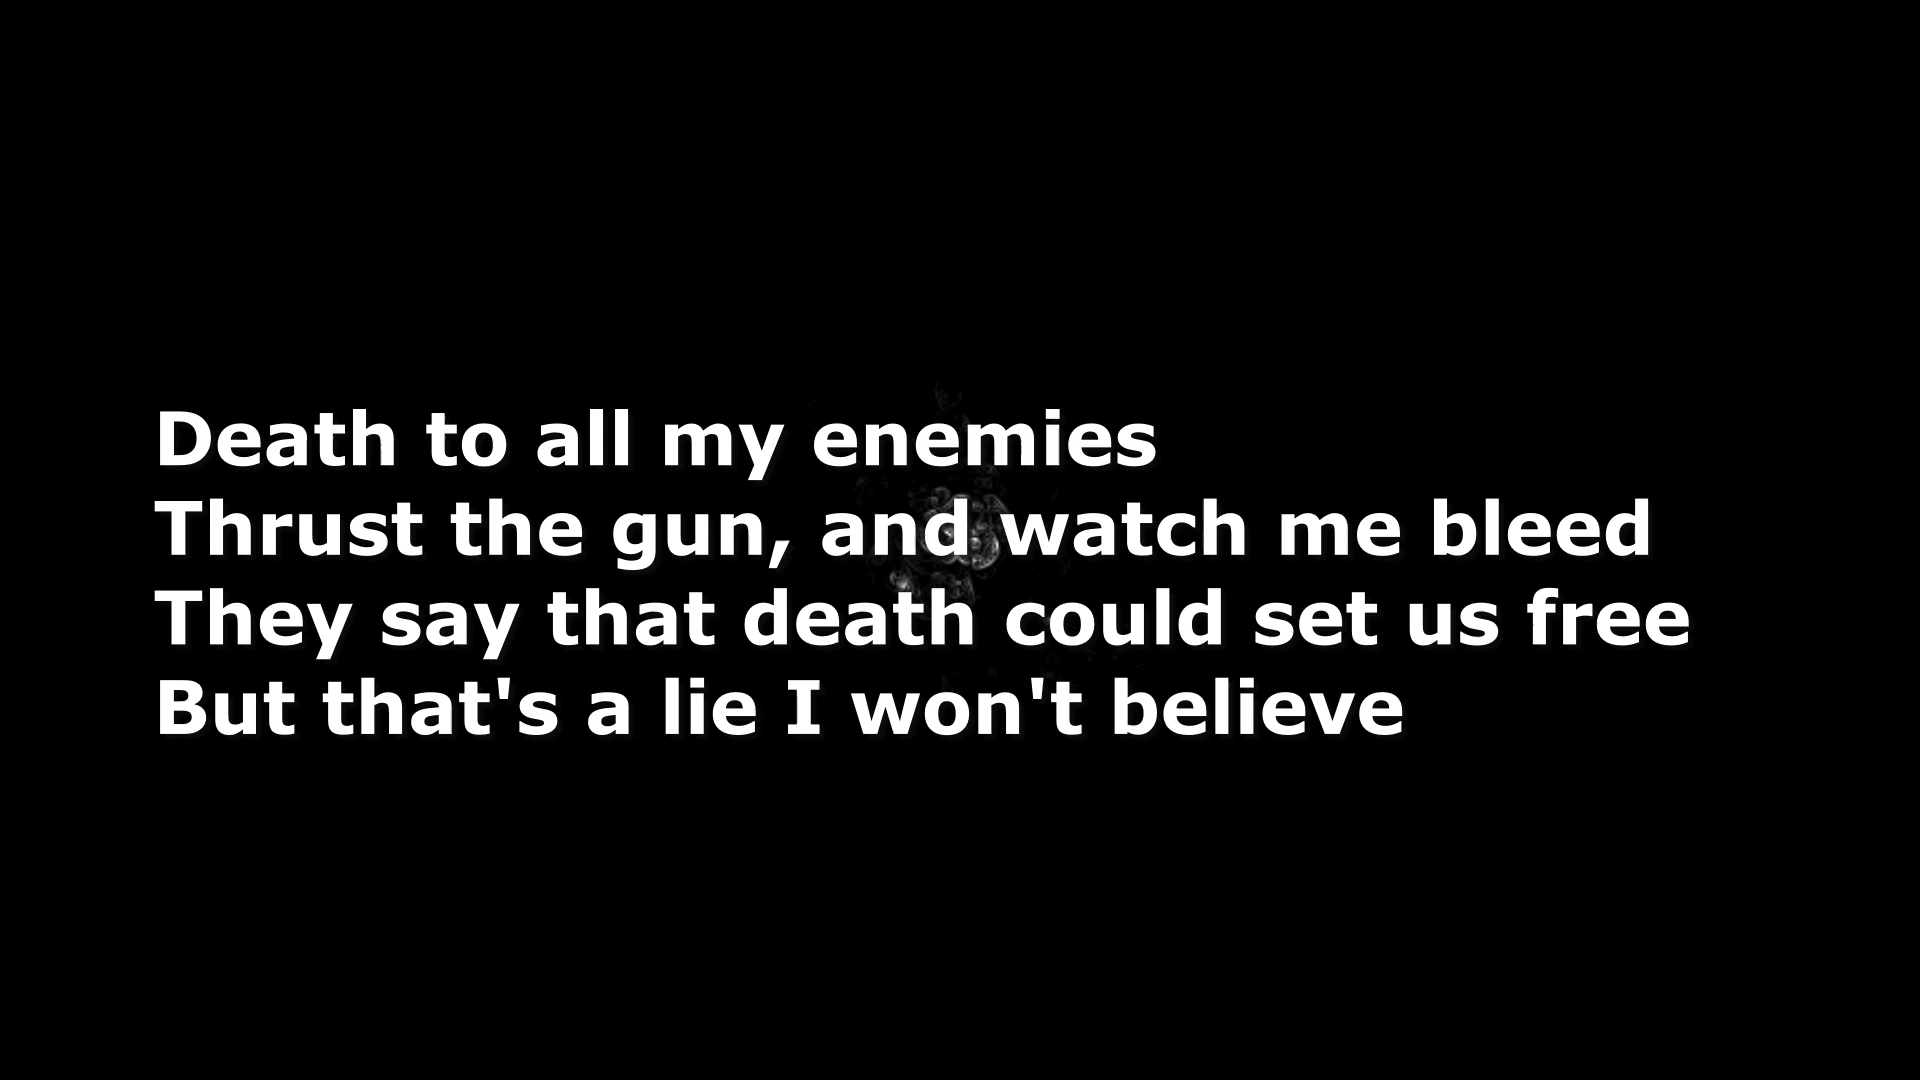 Death to all my enemies
Thrust the gun, and watch me bleed
They say that death could set us free
But that's a lie I won't believe